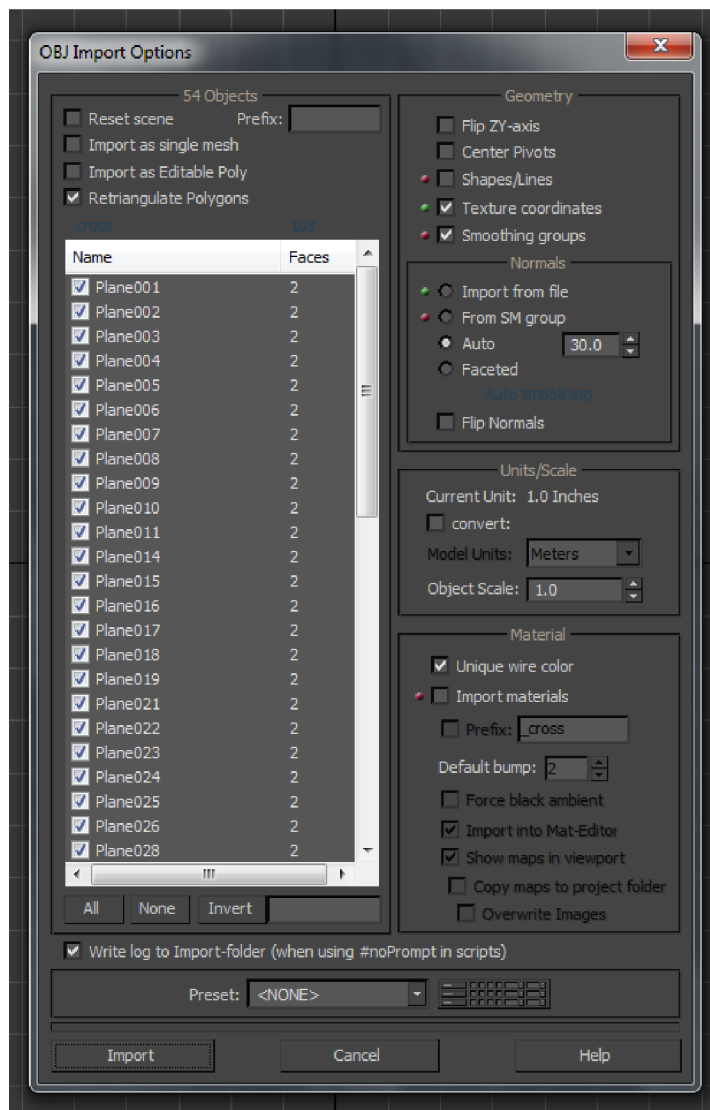 OBJ Import Options
54 Objects
Reset scene Prefix:
Import as single mesh
Import as Editable Poly
Retriangulate Polygons
cross 108
Name Faces
Plane001 2
Plane002 2
Plane003 2
Plane004 2
Plane005 2
Plane006 2
Plane007 2
Plane008 2
Plane009 2
Plane010 2
Plane011 2
Plane014 2
Plane015 2
Plane016 2
Plane017 2
Plane018 2
Plane019 2
Plane021 2
Plane022 2
Plane023 2
Plane024 2
Plane025 2
Plane026 2
Plane028 2
All None Invert
Geometry
Flip ZY-axis
Center Pivots
Shapes/Lines
Texture coordinates
Smoothing groups
Normals
Import from file
From SM group
Auto 30.0
Faceted
Auto smoothing
Flip Normals
Units/Scale
Current Unit: 1.0 Inches
convert:
Model Units: Meters
Object Scale: 1.0
Material
Unique wire color
Import materials
Prefix: _cross
Default bump: 2
Force black ambient
Import into Mat-Editor
Show maps in viewport
Copy maps to project folder
Overwrite Images
Write log to Import-folder (when using #noPrompt in scripts)
Preset: <NONE>
Import Cancel Help